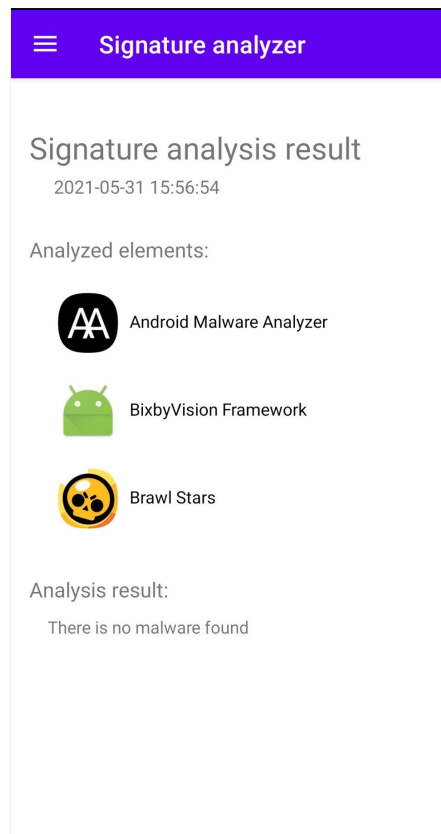 Signature analyzer
Signature analysis result
2021-05-31 15:56:54
Analyzed elements:
AA Android Malware Analyzer
BixbyVision Framework
Brawl Stars
Analysis result:
There is no malware found